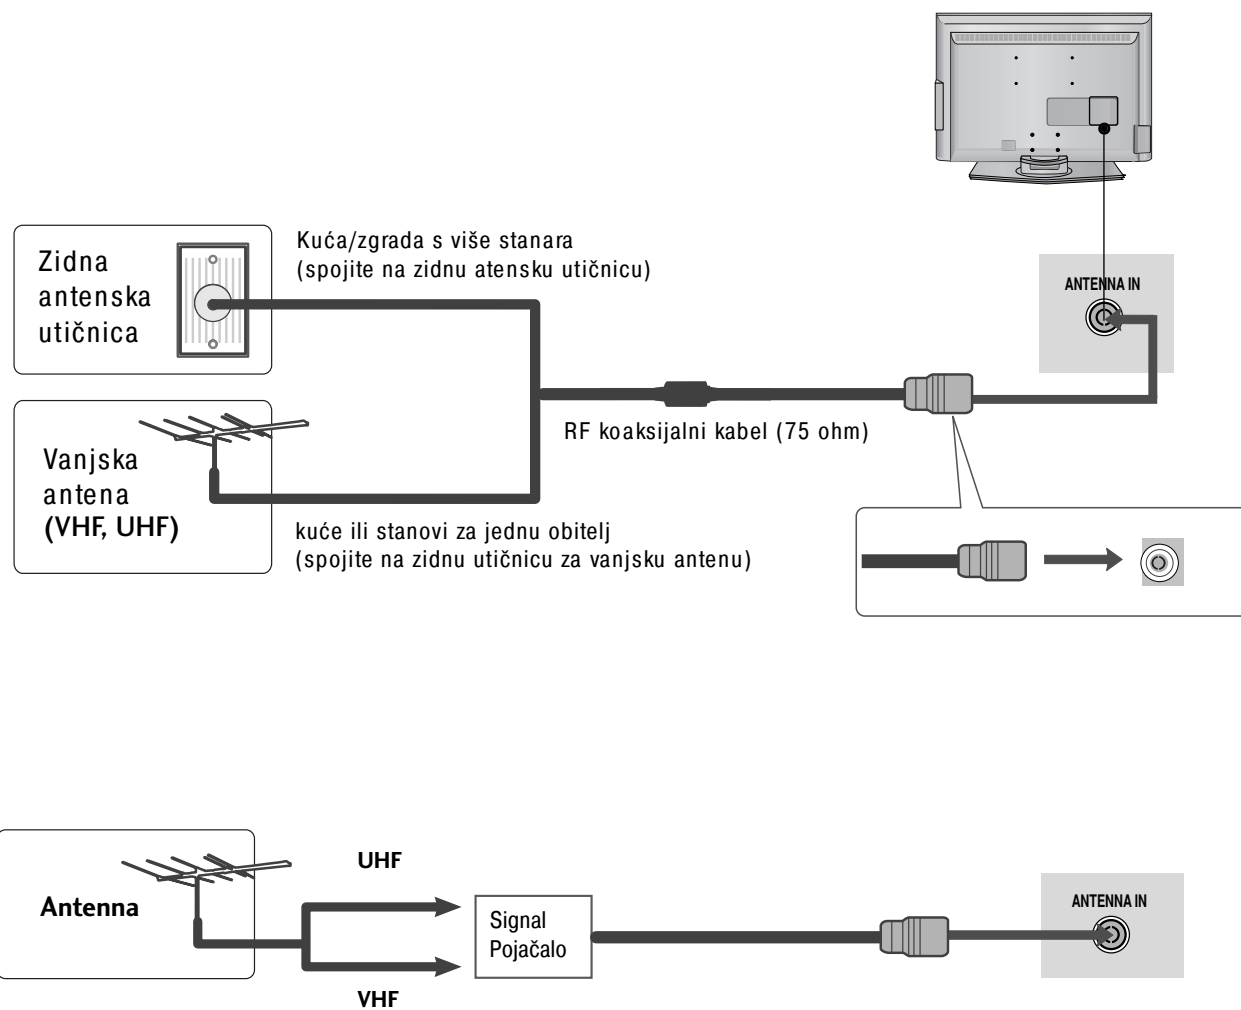 Kuća/zgrada s više stanara
(spojite na zidnu atensku utičnicu)
Zidna
antenska
utičnica
ANTENNA IN
RF koaksijalni kabel (75 ohm)
Vanjska
antena
(VHF, UHF)
kuće ili stanovi za jednu obitelj
(spojite na zidnu utičnicu za vanjsku antenu)
Antenna
UHF
VHF
Signal
Pojačalo
ANTENNA IN